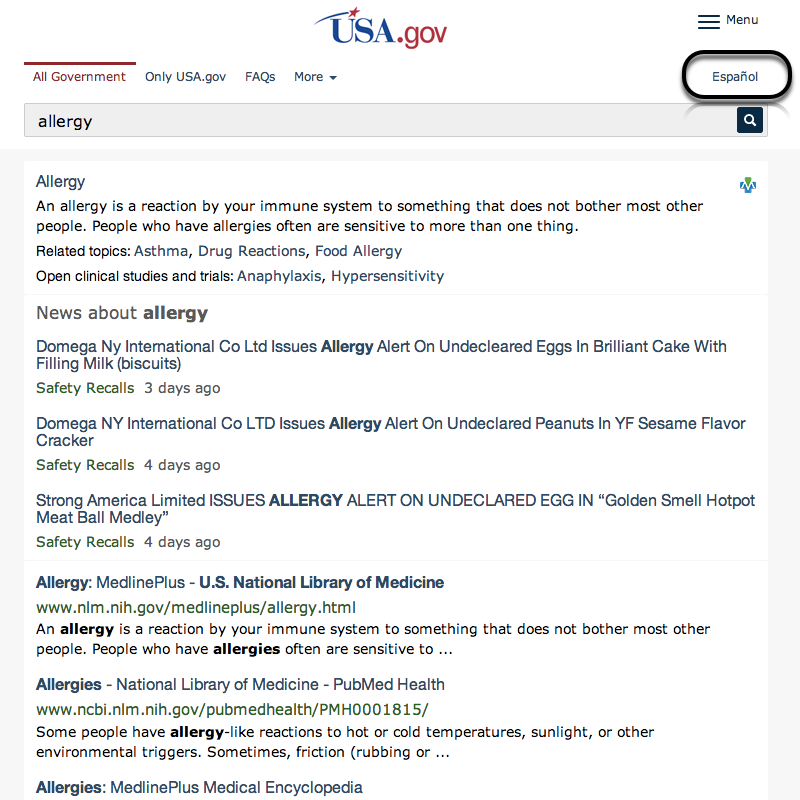 USA.gov
Menu
All Government Only USA.gov FAQs More Español
allergy
Allergy
An allergy is a reaction by your immune system to something that does not bother most other
people. People who have allergies often are sensitive to more than one thing.
Related topics: Asthma, Drug Reactions, Food Allergy
Open clinical studies and trials: Anaphylaxis, Hypersensitivity
News about allergy
Domega Ny International Co Ltd Issues Allergy Alert On Undecleared Eggs In Brilliant Cake With
Filling Milk (biscuits)
Safety Recalls 3 days ago
Domega NY International Co LTD Issues Allergy Alert On Undeclared Peanuts In YF Sesame Flavor
Cracker
Safety Recalls 4 days ago
Strong America Limited ISSUES ALLERGY ALERT ON UNDECLARED EGG IN “Golden Smell Hotpot
Meat Ball Medley”
Safety Recalls 4 days ago
Allergy: MedlinePlus - U.S. National Library of Medicine
www.nlm.nih.gov/medlineplus/allergy.html
An allergy is a reaction by your immune system to something that does not bother most other
people. People who have allergies often are sensitive to ...
Allergies - National Library of Medicine - PubMed Health
www.ncbi.nlm.nih.gov/pubmedhealth/PMH0001815/
Some people have allergy-like reactions to hot or cold temperatures, sunlight, or other
environmental triggers. Sometimes, friction (rubbing or ...
Allergies: MedlinePlus Medical Encyclopedia